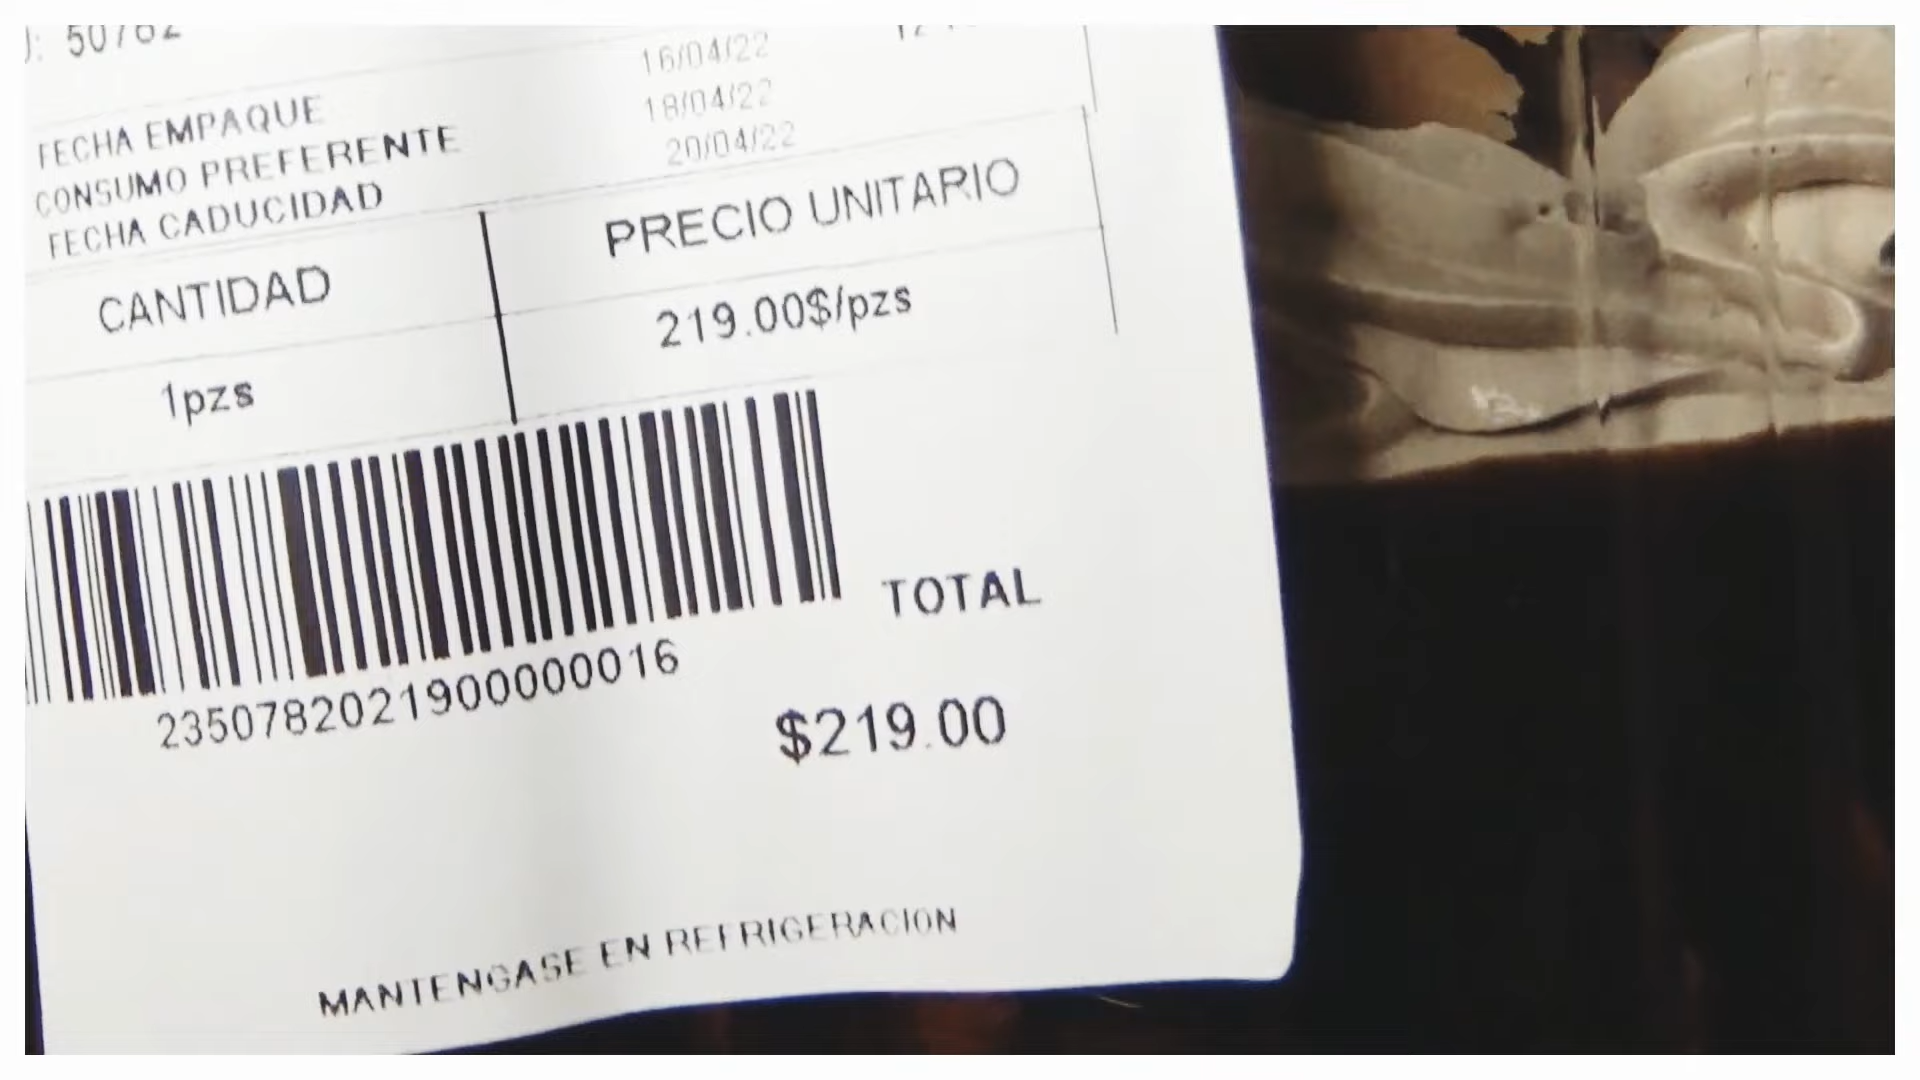 50782
16/04/22
FECHA EMPAQUE
18/04/22
CONSUMO PREFERENTE
20/04/22
FECHA CADUCIDAD
CANTIDAD
PRECIO UNITARIO
1pzs
219.00$/pzs
2350782021900000016
TOTAL
$219.00
MANTENGASE EN REFRIGERACION